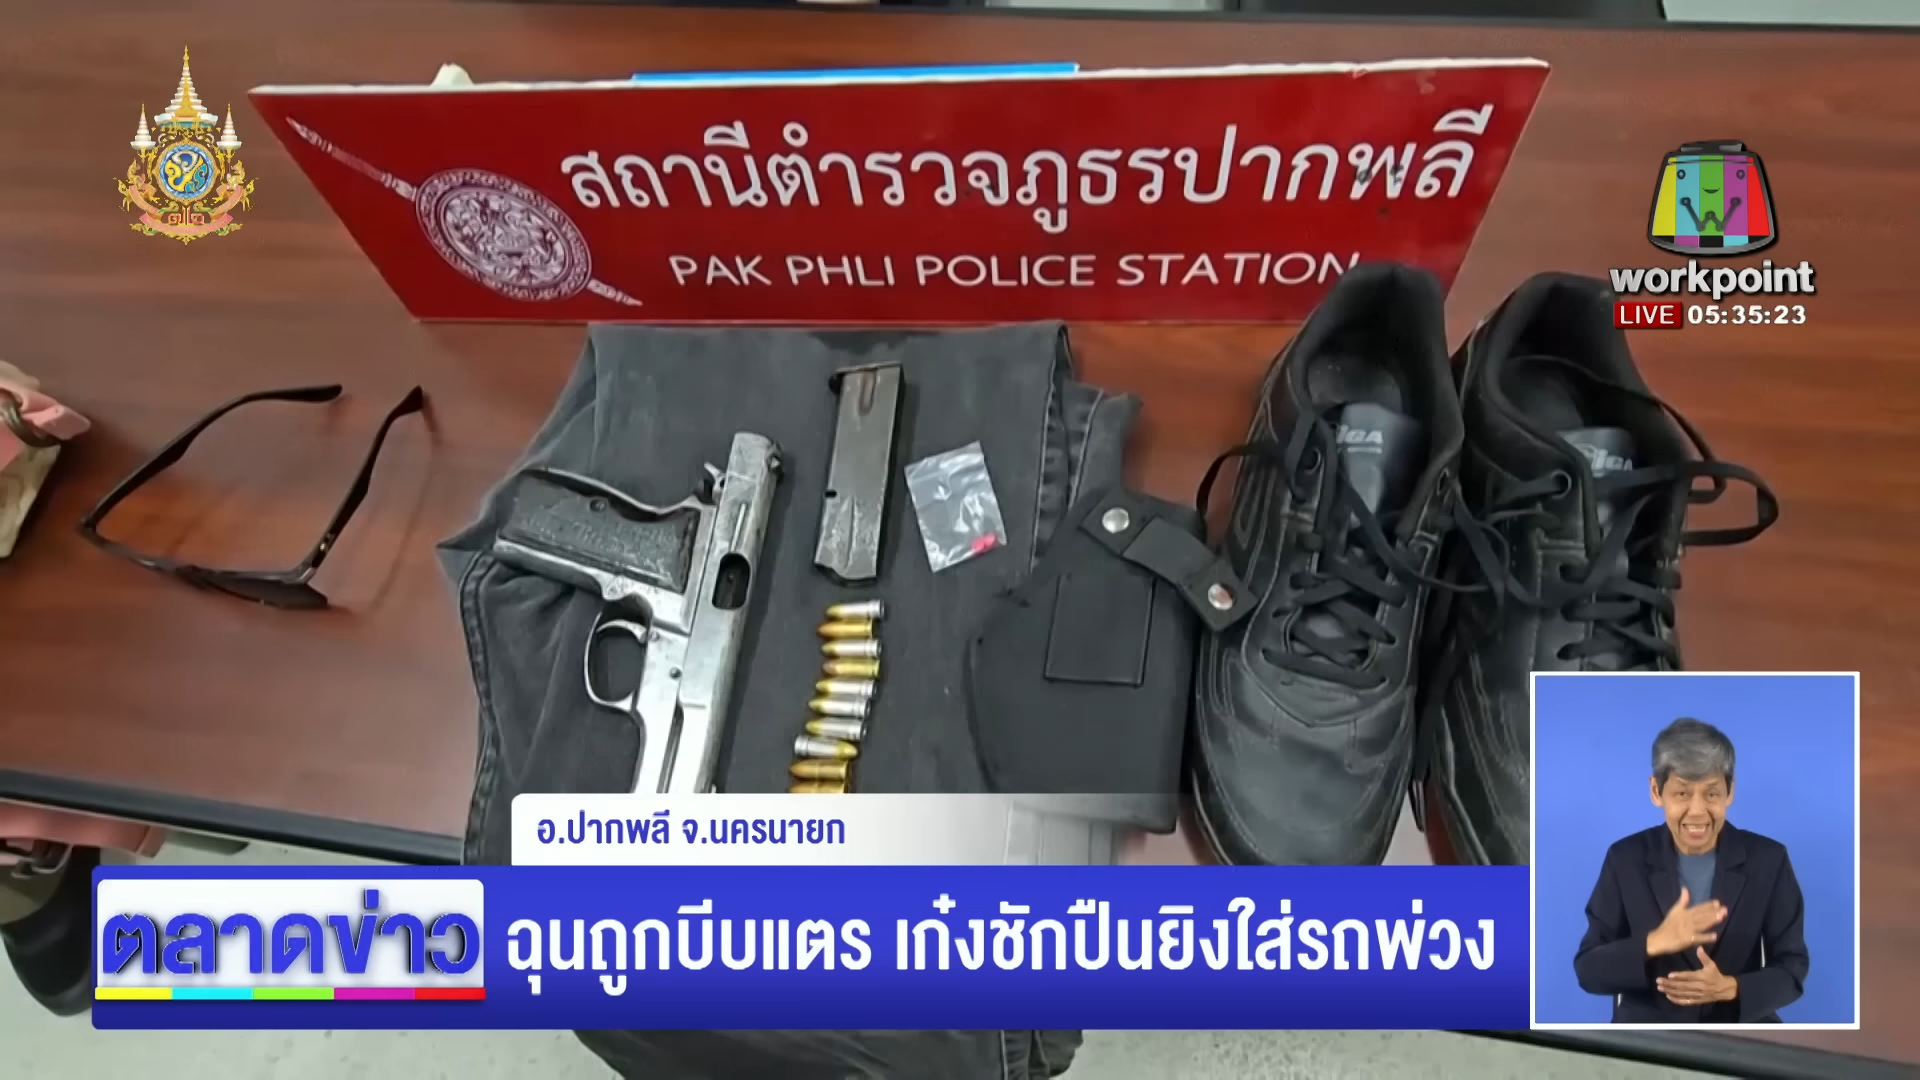 สถานีตำรวจภูธรปากพลี
PAK PHLI POLICE STATION
workpoint
LIVE 05:35:23
อ.ปากพลี จ.นครนายก
ตลาดข่าว
ฉุนถูกบีบแตร เก๋งชักปืนยิงใส่รถพ่วง